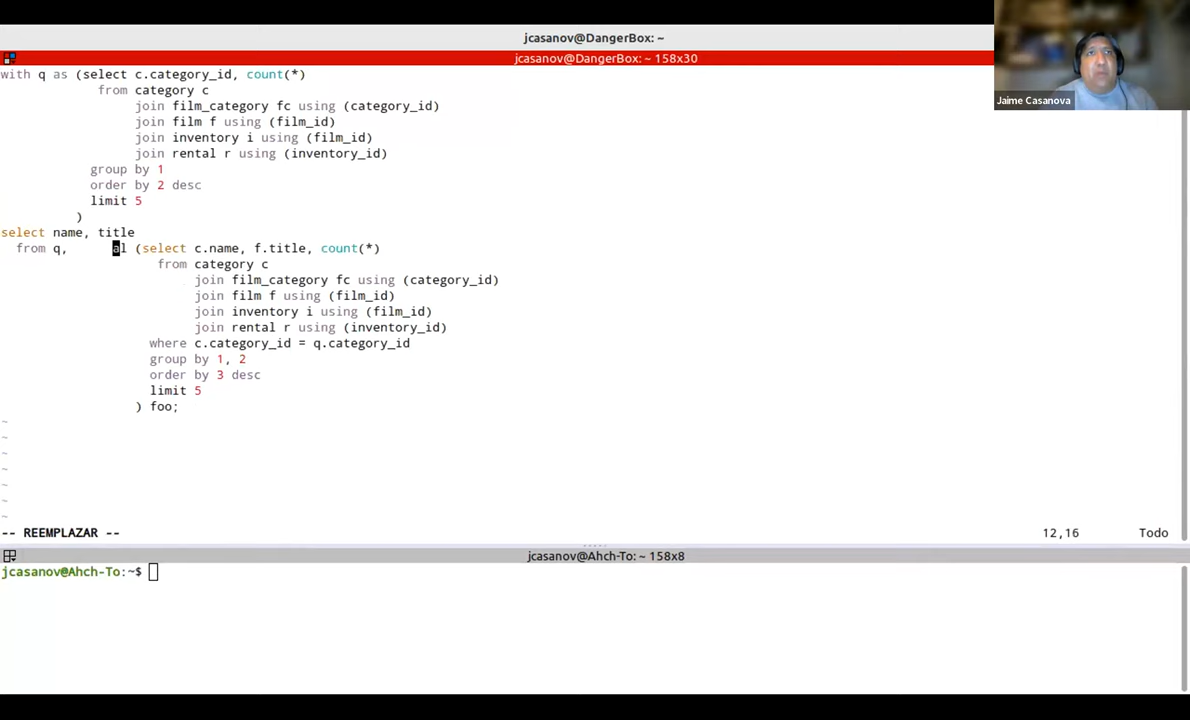 jcasanov@DangerBox: ~
jcasanov@DangerBox: ~ 158x30
Jaime Casanova
with q as (select c.category_id, count(*)
from category c
join film_category fc using (category_id)
join film f using (film_id)
join inventory i using (film_id)
join rental r using (inventory_id)
group by 1
order by 2 desc
limit 5
)
select name, title
from q, al (select c.name, f.title, count(*)
from category c
join film_category fc using (category_id)
join film f using (film_id)
join inventory i using (film_id)
join rental r using (inventory_id)
where c.category_id = q.category_id
group by 1, 2
order by 3 desc
limit 5
) foo;
~
~
~
~
~
~
~
-- REEMPLAZAR -- 12,16 Todo
jcasanov@Ahch-To: ~ 158x8
jcasanov@Ahch-To:~$